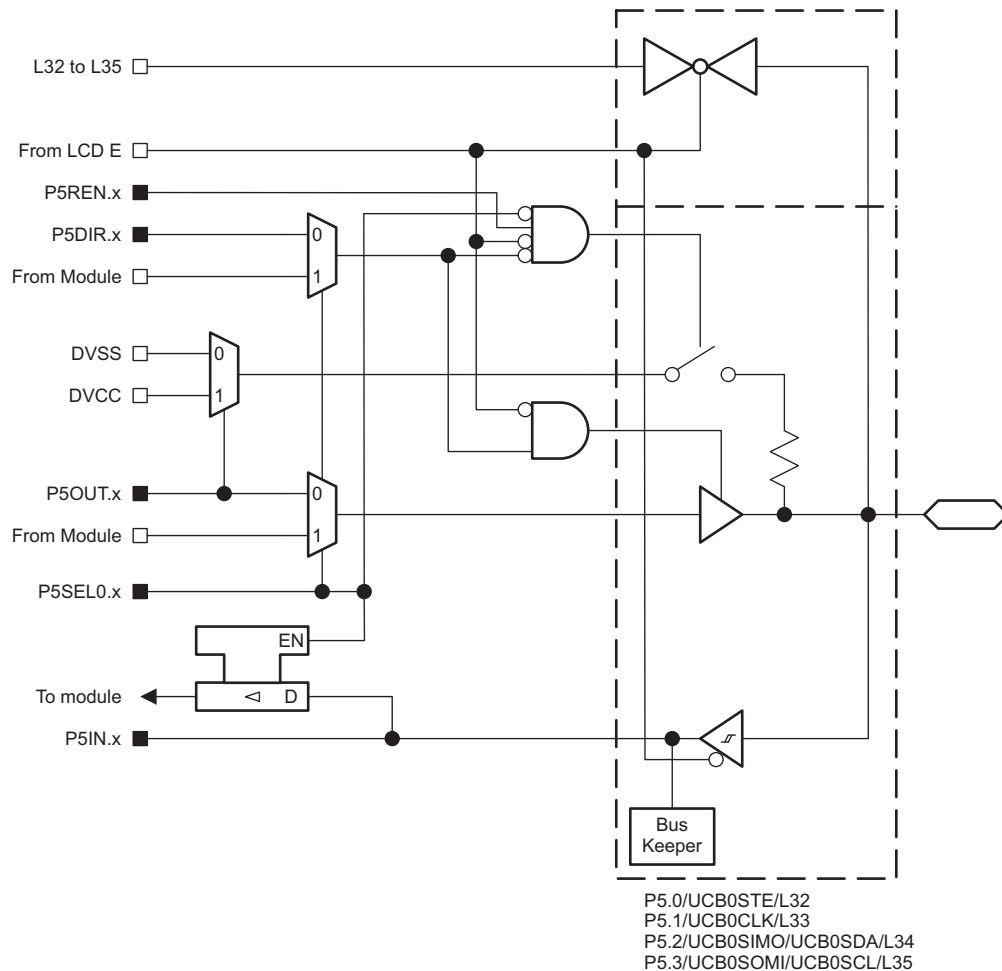 L32 to L35
From LCD E
P5REN.x
P5DIR.x
0
From Module
1
DVSS
0
DVCC
1
P5OUT.x
0
From Module
1
P5SEL0.x
EN
To module
D
P5IN.x
Bus
Keeper
P5.0/UCB0STE/L32
P5.1/UCB0CLK/L33
P5.2/UCB0SIMO/UCB0SDA/L34
P5.3/UCB0SOMI/UCB0SCL/L35